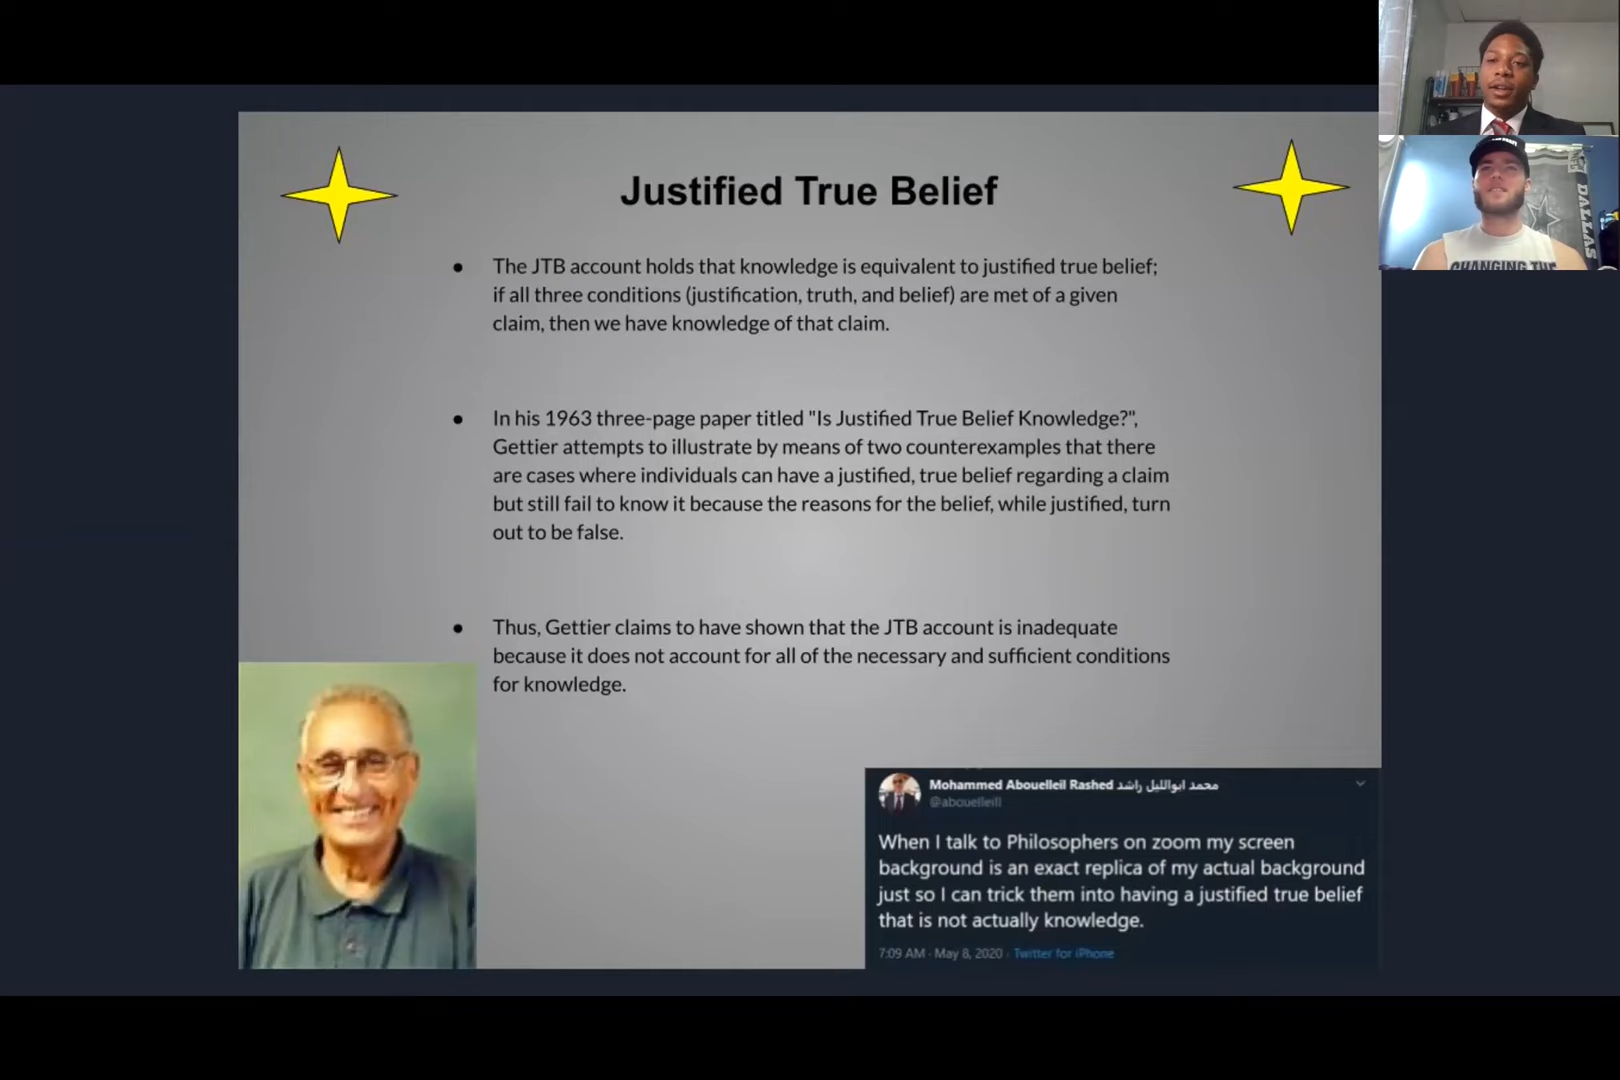 Justified True Belief
● The JTB account holds that knowledge is equivalent to justified true belief;
if all three conditions (justification, truth, and belief) are met of a given
claim, then we have knowledge of that claim.
● In his 1963 three-page paper titled "Is Justified True Belief Knowledge?",
Gettier attempts to illustrate by means of two counterexamples that there
are cases where individuals can have a justified, true belief regarding a claim
but still fail to know it because the reasons for the belief, while justified, turn
out to be false.
● Thus, Gettier claims to have shown that the JTB account is inadequate
because it does not account for all of the necessary and sufficient conditions
for knowledge.
Mohammed Abouelleil Rashed محمد ابوالليل راشد
@abouelleill
When I talk to Philosophers on zoom my screen
background is an exact replica of my actual background
just so I can trick them into having a justified true belief
that is not actually knowledge.
7:09 AM · May 8, 2020 · Twitter for iPhone
DALLAS
CHANGING THE